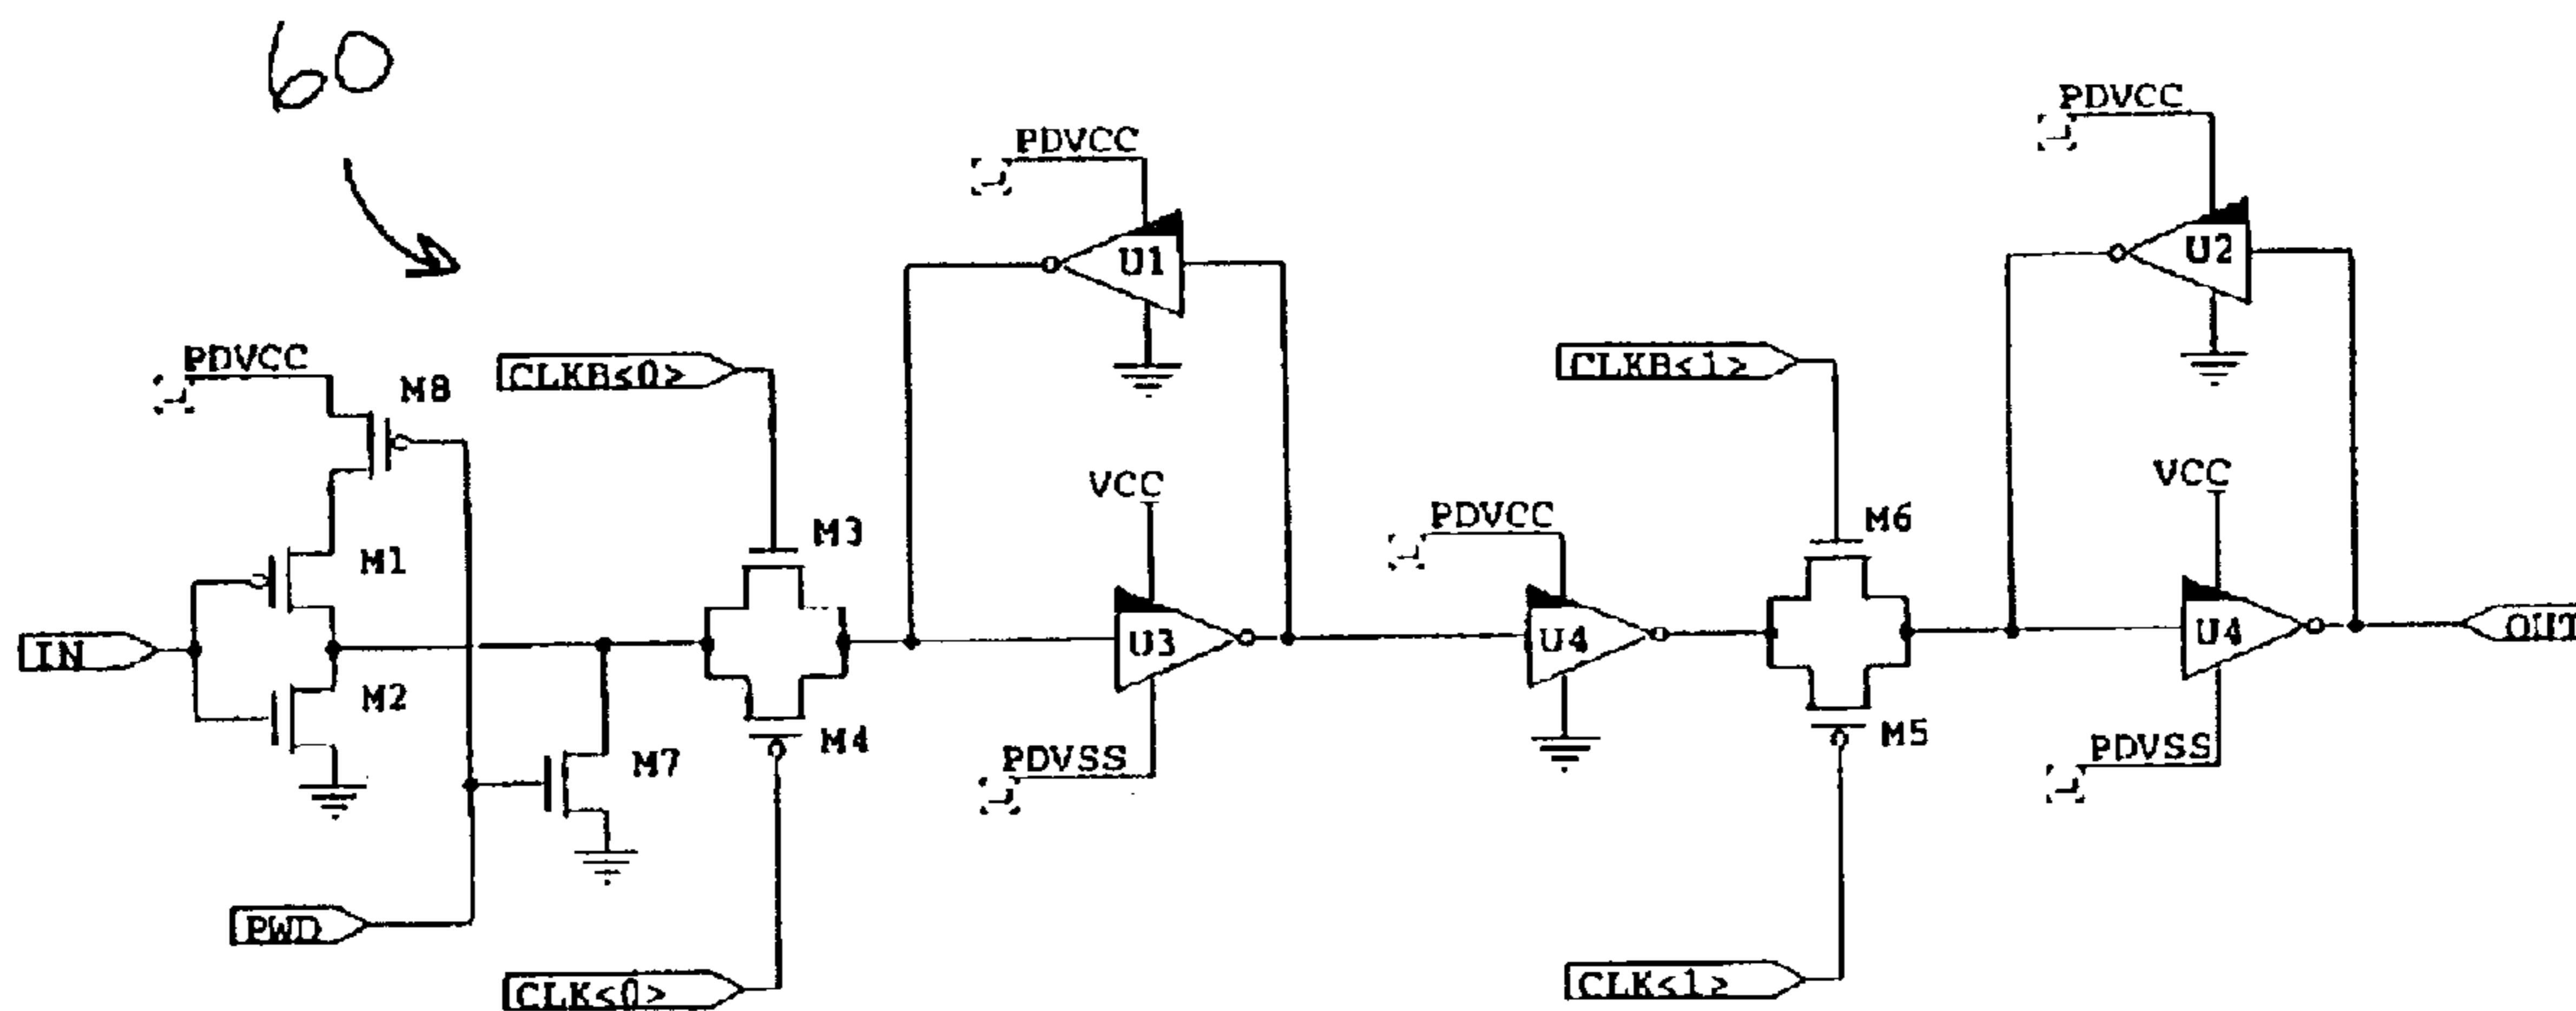 60
PDVCC
PDVCC
PDVCC
M8
CLKB<0>
CLKB<1>
U1
U2
VCC
VCC
M1
M3
PDVCC
M6
IN
M2
U3
U4
U4
OUT
M7
M4
PDVSS
M5
PDVSS
PWD
CLK<0>
CLK<1>